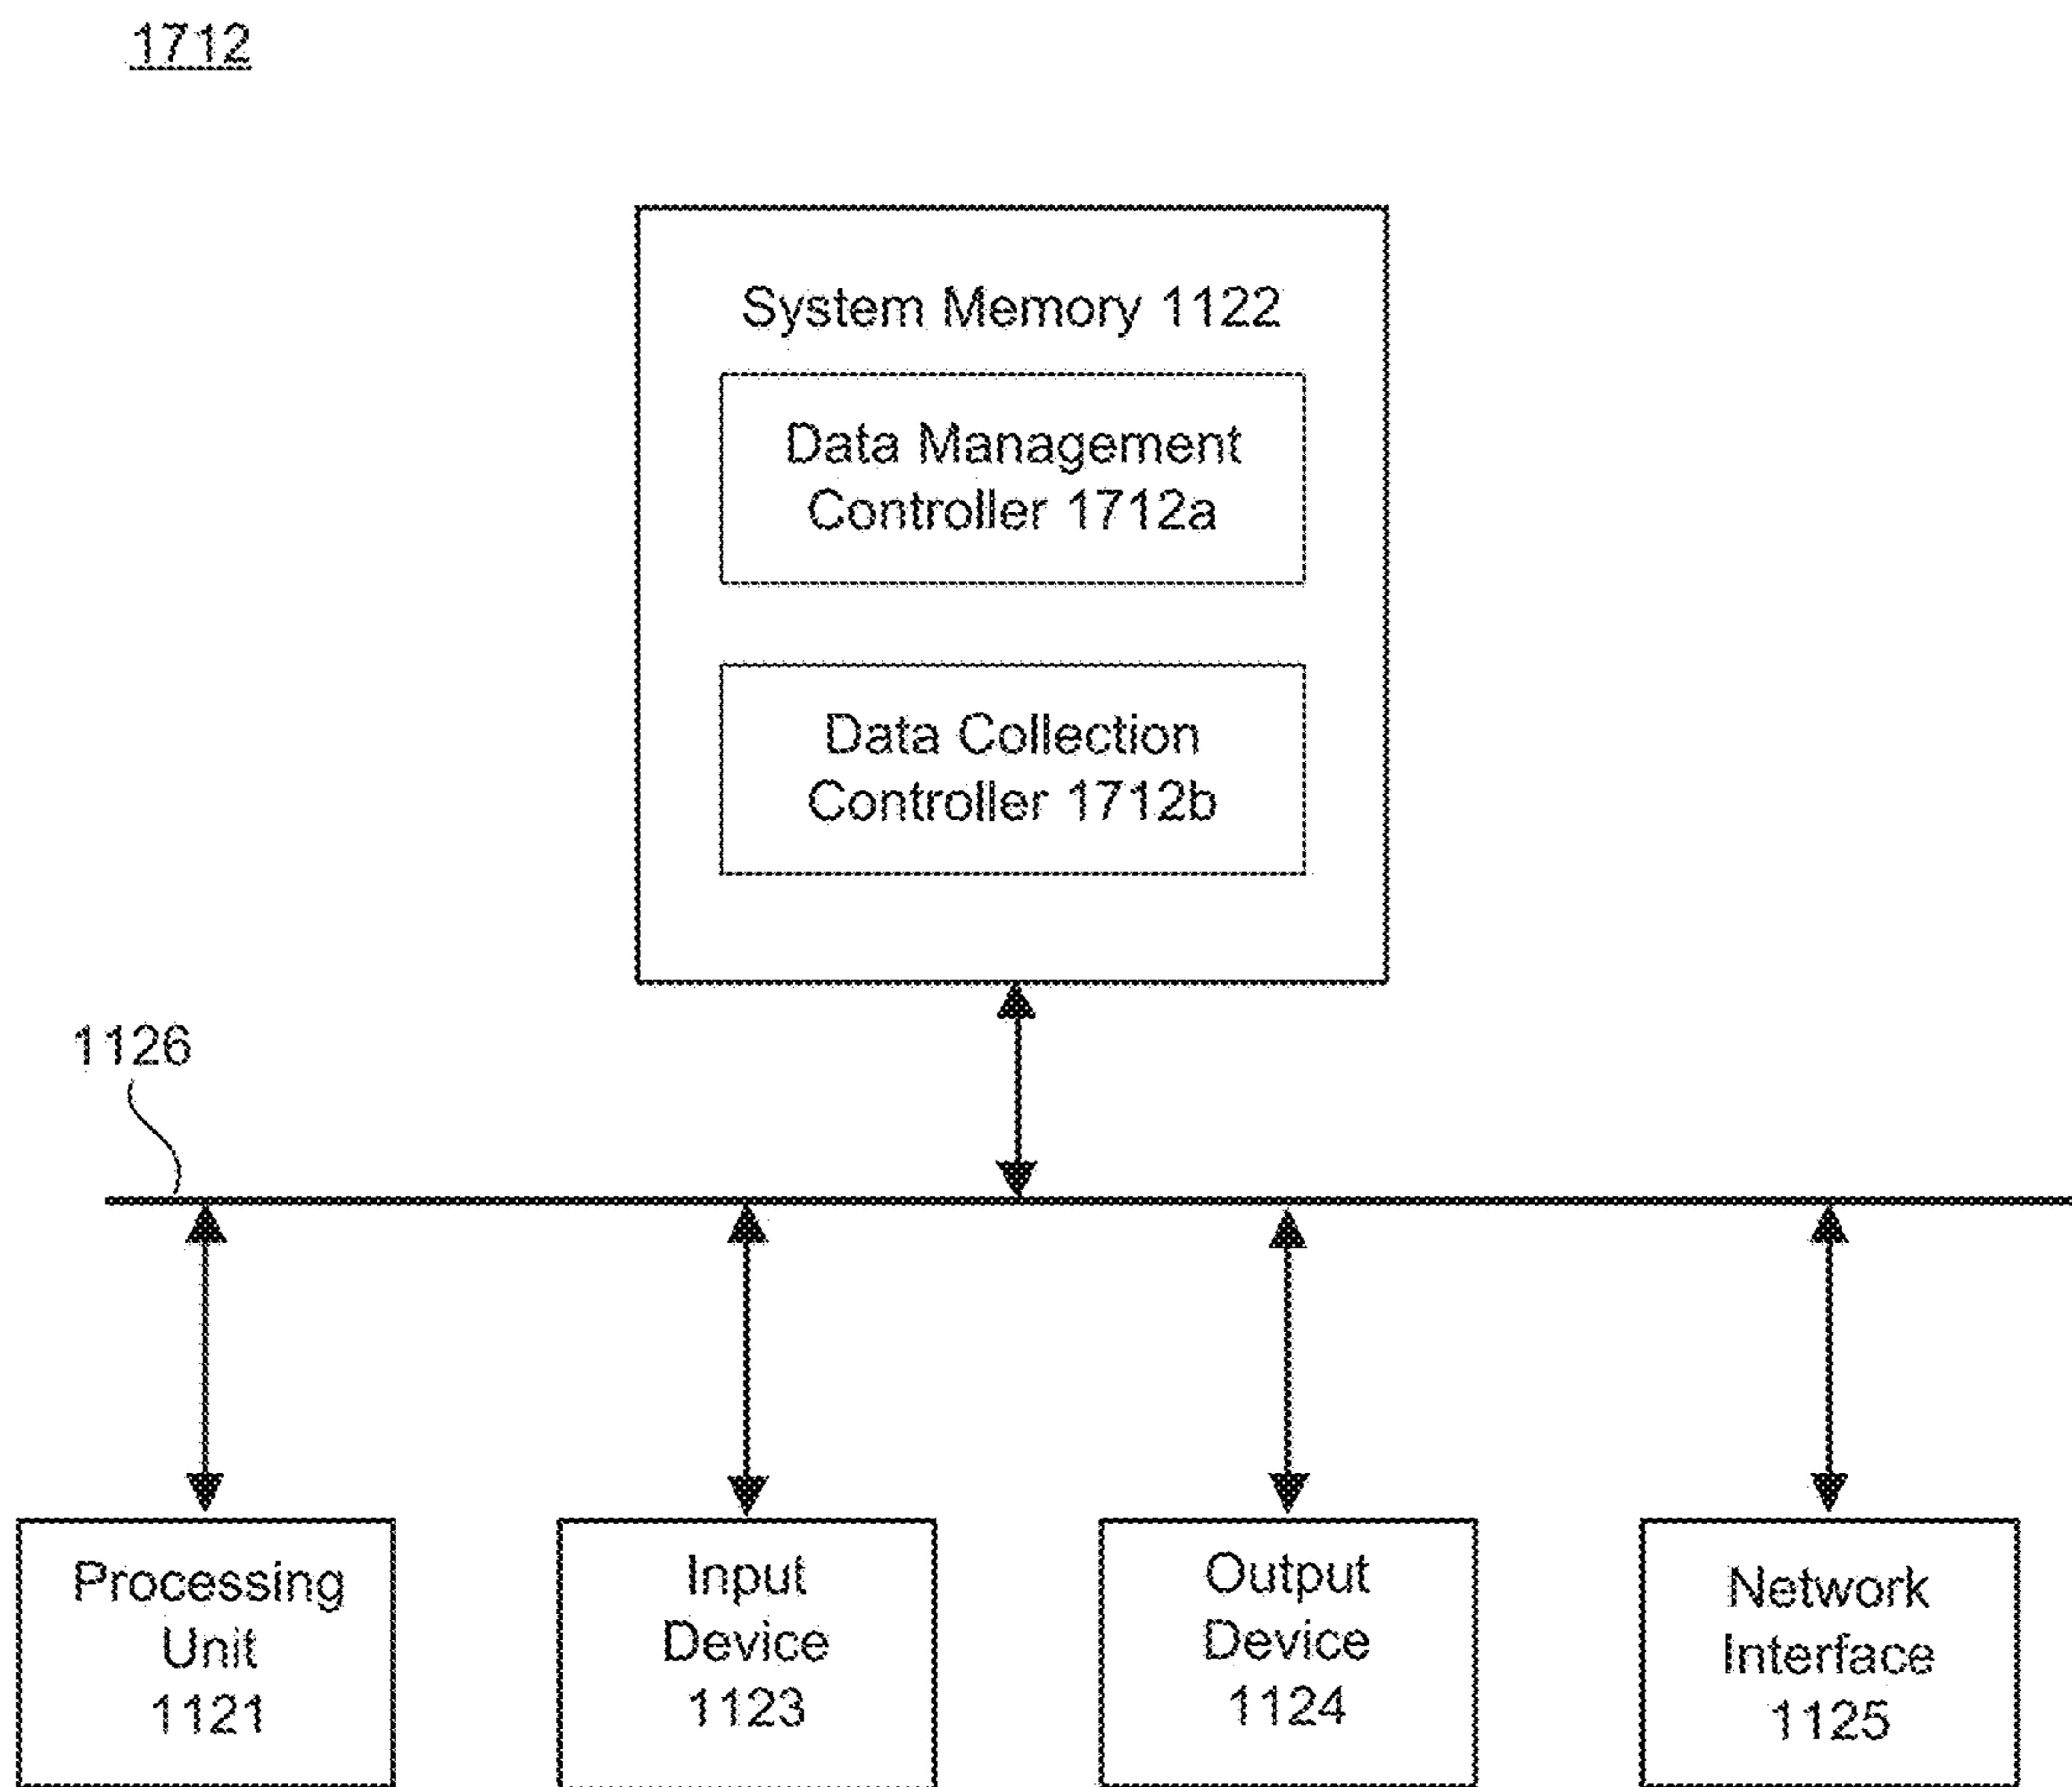 1712
System Memory 1122
Data Management
Controller 1712a
Data Collection
Controller 1712b
1126
Processing
Unit
1121
Input
Device
1123
Output
Device
1124
Network
Interface
1125